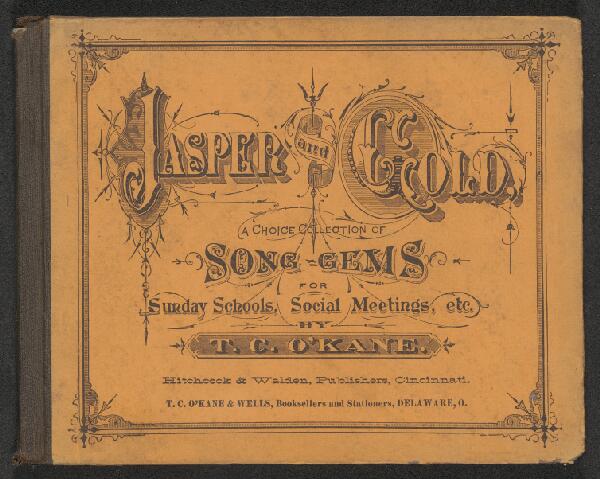 JASPER and GOLD.
A CHOICE COLLECTION OF
SONG-GEMS
FOR
Sunday Schools, Social Meetings, etc.
BY
T. C. O'KANE.
Hitchcock & Walden, Publishers, Cincinnati.
T. C. O'KANE & WELLS, Booksellers and Stationers, DELAWARE, O.